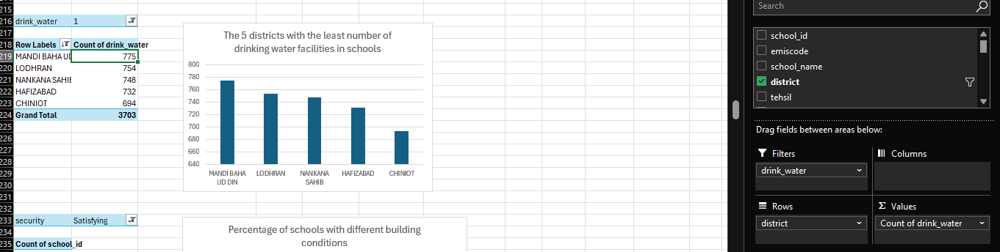 215
216 drink_water 1
217
218 Row Labels Count of drink_water
219 MANDI BAHA UD 775
220 LODHRAN 754
221 NANKANA SAHIB 748
222 HAFIZABAD 732
223 CHINIOT 694
224 Grand Total 3703
225
226
227
228
229
230
231
232
233 security Satisfying
234
235 Count of school_id
The 5 districts with the least number of
drinking water facilities in schools
800
780
760
740
720
700
680
660
640
MANDI BAHA UD DIN
LODHRAN
NANKANA SAHIB
HAFIZABAD
CHINIOT
Percentage of schools with different building
conditions
Search
school_id
emiscode
school_name
district
tehsil
Drag fields between areas below:
Filters
drink_water
Columns
Rows
district
Σ Values
Count of drink_water